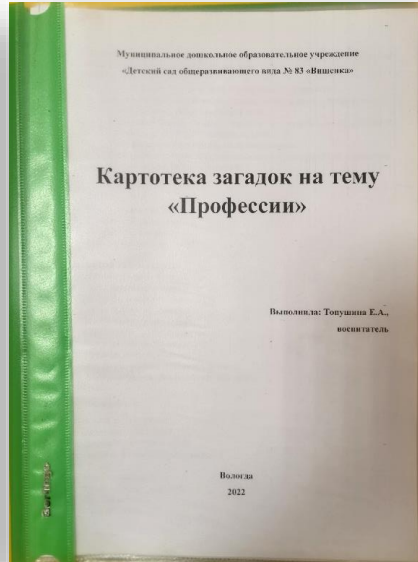 Муниципальное дошкольное образовательное учреждение
«Детский сад общеразвивающего вида № 83 «Вишенка»
Картотека загадок на тему
«Профессии»
Выполнила: Топушина Е.А.,
воспитатель
Вологда
2022